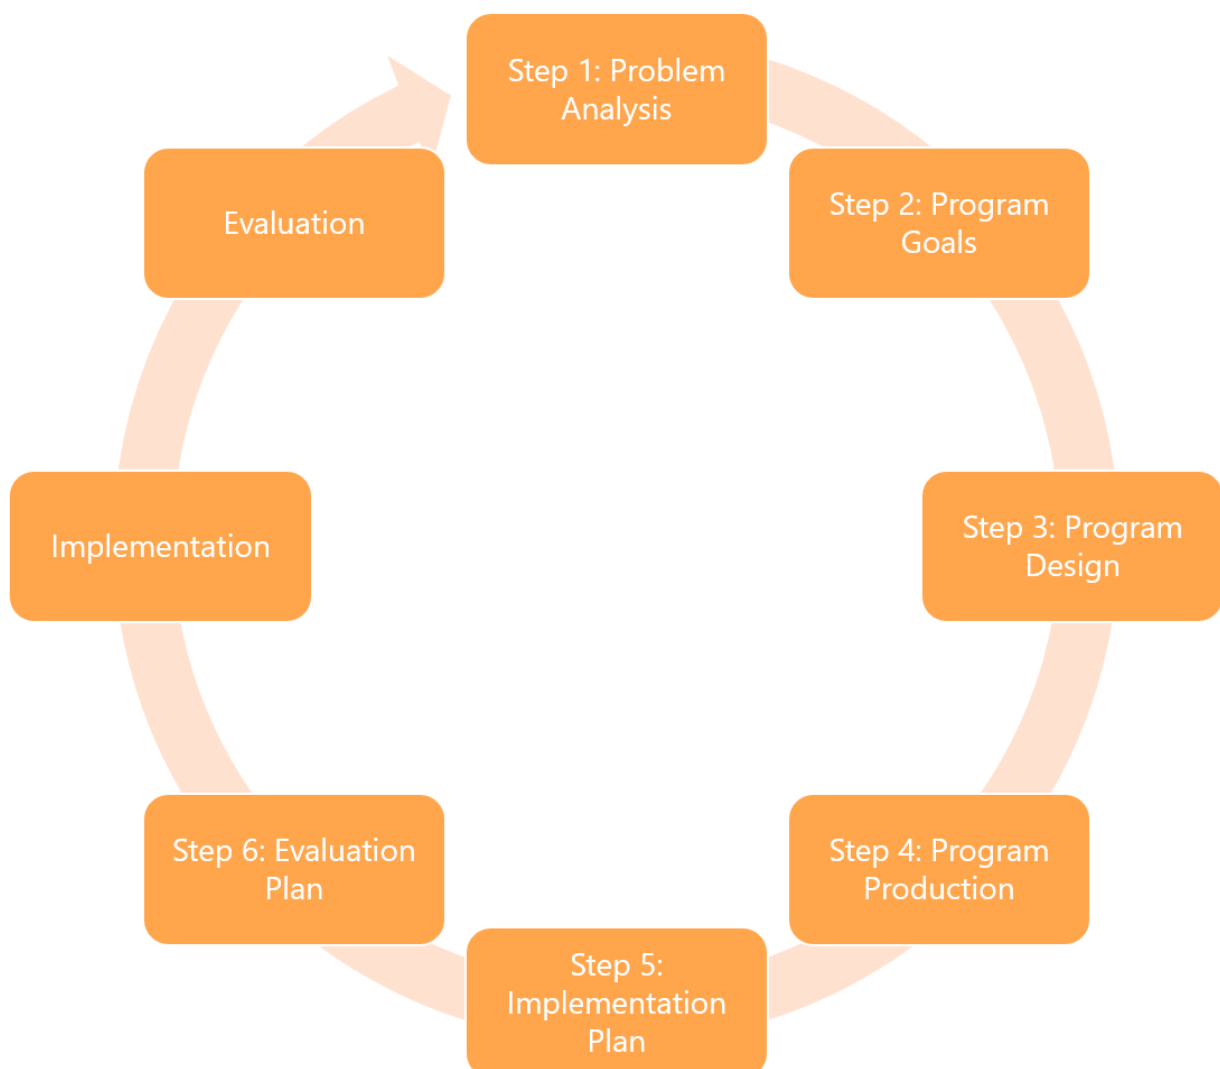 Step 1: Problem
Analysis
Step 2: Program
Goals
Step 3: Program
Design
Step 4: Program
Production
Step 5:
Implementation
Plan
Step 6: Evaluation
Plan
Implementation
Evaluation